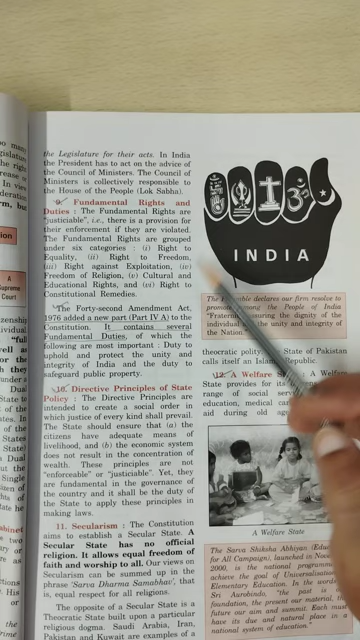 the Legislature for their acts. In India
the President has to act on the advice of
the Council of Ministers. The Council of
Ministers is collectively responsible to
the House of the People (Lok Sabha).
9. Fundamental Rights and
Duties : The Fundamental Rights are
"justiciable", i.e., there is a provision for
their enforcement if they are violated.
The Fundamental Rights are grouped
under six categories : (i) Right to
Equality, (ii) Right to Freedom,
(iii) Right against Exploitation, (iv)
Freedom of Religion, (v) Cultural and
Educational Rights, and (vi) Right to
Constitutional Remedies.
The Forty-second Amendment Act,
1976 added a new part (Part IV A) to the
Constitution. It contains several
Fundamental Duties, of which the
following are most important : Duty to
uphold and protect the unity and
integrity of India and the duty to
safeguard public property.
10. Directive Principles of State
Policy : The Directive Principles are
intended to create a social order in
which justice of every kind shall prevail.
The State should ensure that (a) the
citizens have adequate means of
livelihood, and (b) the economic system
does not result in the concentration of
wealth. These principles are not
"enforceable" or "justiciable". Yet, they
are fundamental in the governance of
the country and it shall be the duty of
the State to apply these principles in
making laws.
11. Secularism : The Constitution
aims to establish a Secular State. A
Secular State has no official
religion. It allows equal freedom of
faith and worship to all. Our views on
Secularism can be summed up in the
phrase 'Sarva Dharma Samabhav', that
is, equal respect for all religions.
The opposite of a Secular State is a
Theocratic State built upon a particular
religious dogma. Saudi Arabia, Iran,
Pakistan and Kuwait are examples of a
INDIA
The declares our firm resolve to
among the People of India
"Fraternity assuring the dignity of the
individual and the unity and integrity of
the Nation."
theocratic polity. State of Pakistan
calls itself an Islamic Republic.
12. A Welfare A Welfare
State provides for its
range of social
education, medical
aid during old
A Welfare State
The Sarva Shiksha Abhiyan
for All Campaign), launched in
2000, is the national programme
achieve the goal of Universalisation
Elementary Education. In the words
Sri Aurobindo, "the past is
foundation, the present our material,
future our aim and summit. Each must
have its due and natural place in a
national system of education."